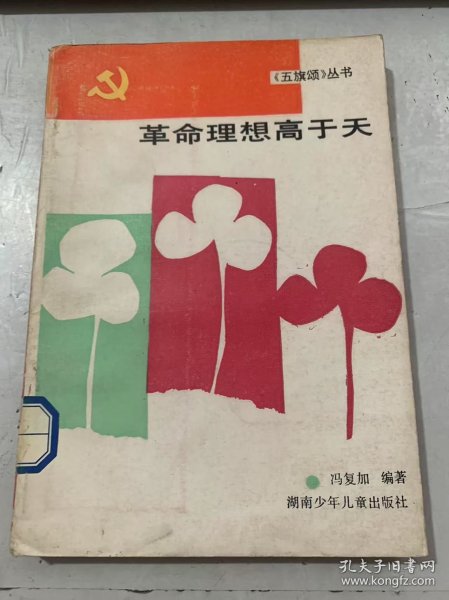 《五旗颂》丛书
革命理想高于天
冯复加 编著
湖南少年儿童出版社
孔夫子旧书网
www.kongfz.com